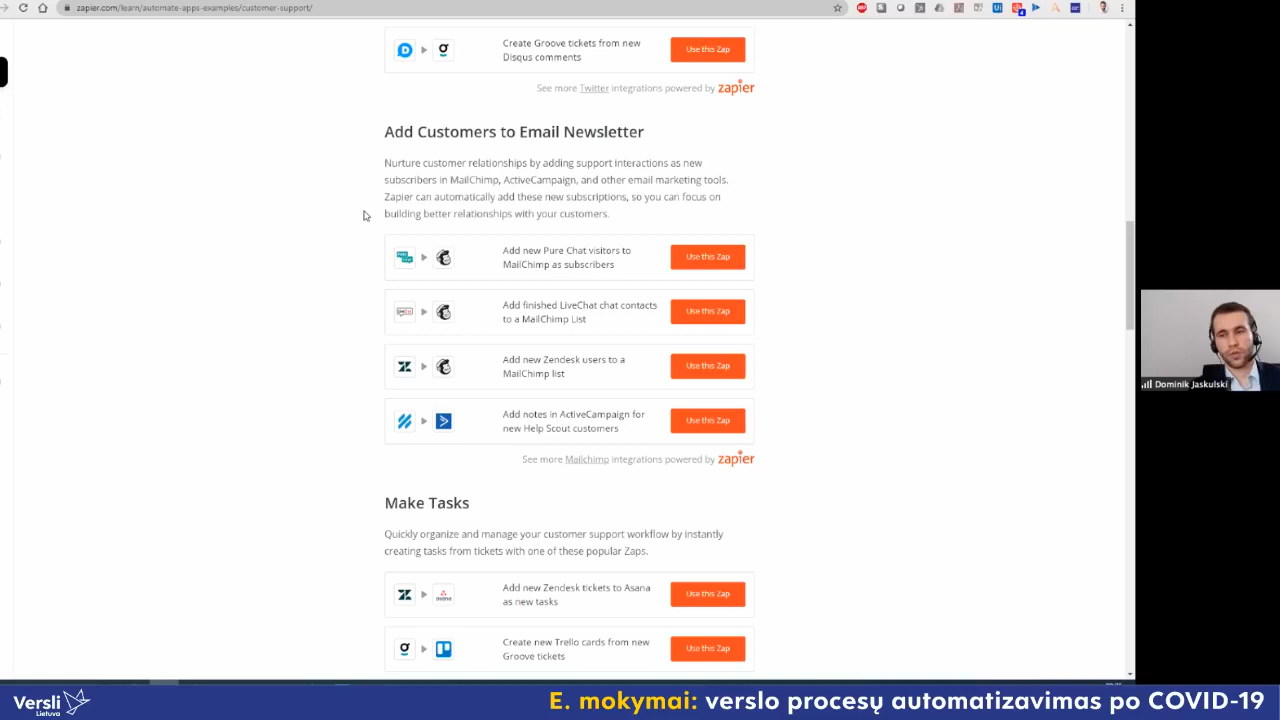 zapier.com/learn/automate-apps-examples/customer-support/
Create Groove tickets from new
Disqus comments
Use this Zap
See more Twitter integrations powered by zapier
Add Customers to Email Newsletter
Nurture customer relationships by adding support interactions as new
subscribers in MailChimp, ActiveCampaign, and other email marketing tools.
Zapier can automatically add these new subscriptions, so you can focus on
building better relationships with your customers.
Add new Pure Chat visitors to
MailChimp as subscribers
Use this Zap
Add finished LiveChat chat contacts
to a MailChimp List
Use this Zap
Add new Zendesk users to a
MailChimp list
Use this Zap
Add notes in ActiveCampaign for
new Help Scout customers
Use this Zap
See more Mailchimp integrations powered by zapier
Make Tasks
Quickly organize and manage your customer support workflow by instantly
creating tasks from tickets with one of these popular Zaps.
asana
Add new Zendesk tickets to Asana
as new tasks
Use this Zap
Create new Trello cards from new
Groove tickets
Use this Zap
Dominik Jaskulski
Versli
Lietuva
E. mokymai: verslo procesų automatizavimas po COVID-19